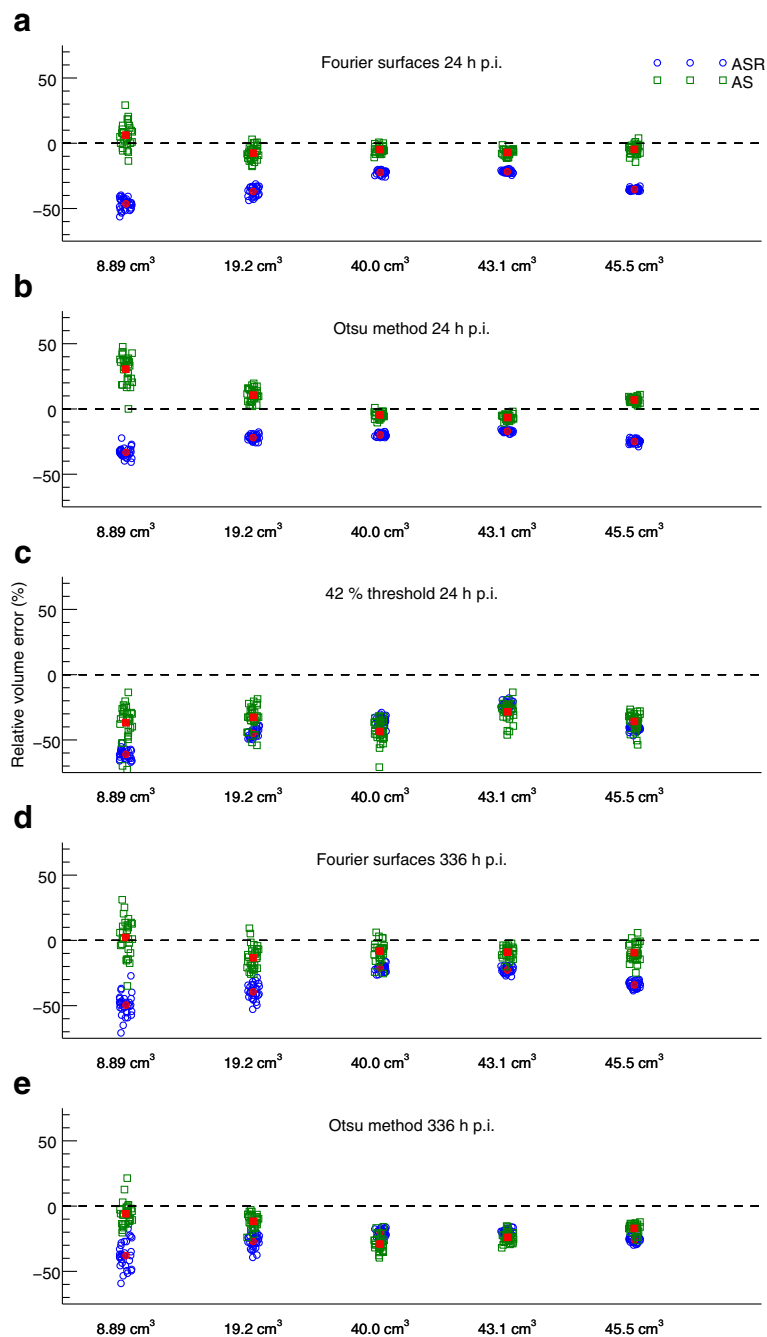 a
Fourier surfaces 24 h p.i.
ASR
AS
50
0
−50
8.89 cm³ 19.2 cm³ 40.0 cm³ 43.1 cm³ 45.5 cm³
b
Otsu method 24 h p.i.
50
0
−50
8.89 cm³ 19.2 cm³ 40.0 cm³ 43.1 cm³ 45.5 cm³
c
42 % threshold 24 h p.i.
Relative volume error (%)
50
0
−50
8.89 cm³ 19.2 cm³ 40.0 cm³ 43.1 cm³ 45.5 cm³
d
Fourier surfaces 336 h p.i.
50
0
−50
8.89 cm³ 19.2 cm³ 40.0 cm³ 43.1 cm³ 45.5 cm³
e
Otsu method 336 h p.i.
50
0
−50
8.89 cm³ 19.2 cm³ 40.0 cm³ 43.1 cm³ 45.5 cm³